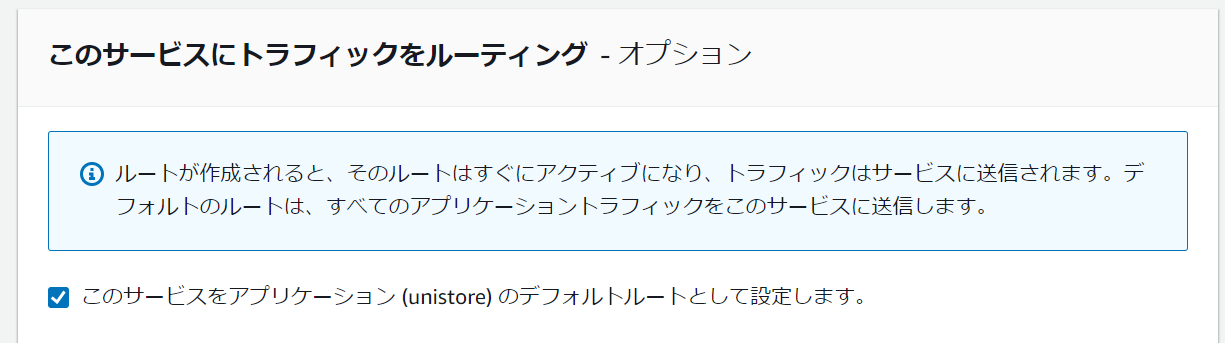 このサービスにトラフィックをルーティング - オプション
ルートが作成されると、そのルートはすぐにアクティブになり、トラフィックはサービスに送信されます。デ
フォルトのルートは、すべてのアプリケーショントラフィックをこのサービスに送信します。
このサービスをアプリケーション (unistore) のデフォルトルートとして設定します。